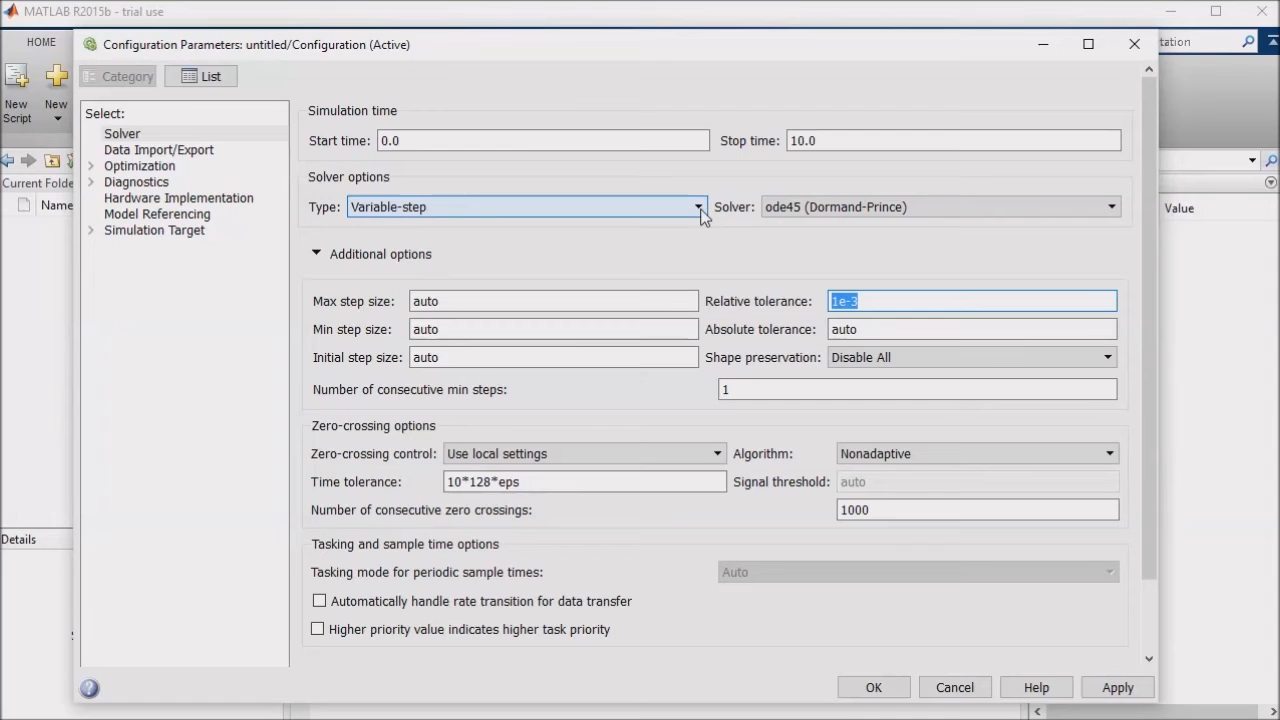 MATLAB R2015b - trial use
HOME
Configuration Parameters: untitled/Configuration (Active)
Category
List
New Script
New
Current Folde
Name
Value
Details
Select:
Solver
Data Import/Export
Optimization
Diagnostics
Hardware Implementation
Model Referencing
Simulation Target
Simulation time
Start time: 0.0 Stop time: 10.0
Solver options
Type: Variable-step Solver: ode45 (Dormand-Prince)
Additional options
Max step size: auto Relative tolerance: 1e-3
Min step size: auto Absolute tolerance: auto
Initial step size: auto Shape preservation: Disable All
Number of consecutive min steps: 1
Zero-crossing options
Zero-crossing control: Use local settings Algorithm: Nonadaptive
Time tolerance: 10*128*eps Signal threshold: auto
Number of consecutive zero crossings: 1000
Tasking and sample time options
Tasking mode for periodic sample times: Auto
Automatically handle rate transition for data transfer
Higher priority value indicates higher task priority
OK Cancel Help Apply